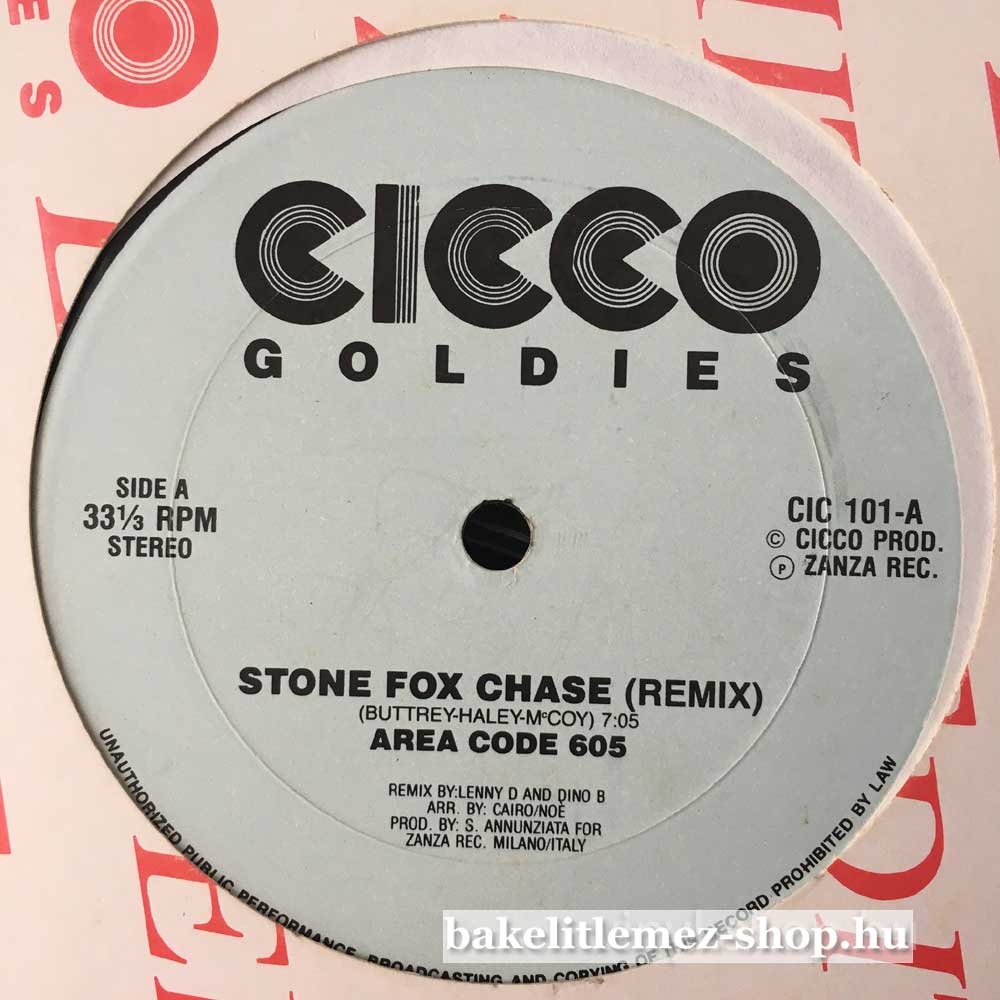 CICCO
GOLDIES
SIDE A
33⅓ RPM
STEREO
CIC 101-A
© CICCO PROD.
℗ ZANZA REC.
STONE FOX CHASE (REMIX)
(BUTTREY-HALEY-McCOY) 7:05
AREA CODE 605
REMIX BY:LENNY D AND DINO B
ARR. BY: CAIRO/NOÈ
PROD. BY: S. ANNUNZIATA FOR
ZANZA REC. MILANO/ITALY
UNAUTHORIZED PUBLIC PERFORMANCE, BROADCASTING AND COPYING OF RECORD PROHIBITED BY LAW
bakelitlemez-shop.hu